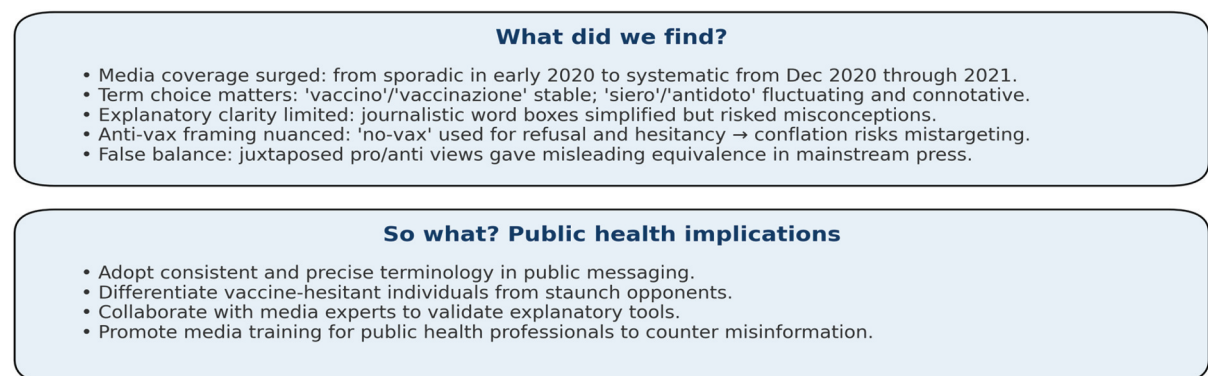 What did we find?
• Media coverage surged: from sporadic in early 2020 to systematic from Dec 2020 through 2021.
• Term choice matters: 'vaccino'/'vaccinazione' stable; 'siero'/'antidoto' fluctuating and connotative.
• Explanatory clarity limited: journalistic word boxes simplified but risked misconceptions.
• Anti-vax framing nuanced: 'no-vax' used for refusal and hesitancy → conflation risks mistargeting.
• False balance: juxtaposed pro/anti views gave misleading equivalence in mainstream press.
So what? Public health implications
• Adopt consistent and precise terminology in public messaging.
• Differentiate vaccine-hesitant individuals from staunch opponents.
• Collaborate with media experts to validate explanatory tools.
• Promote media training for public health professionals to counter misinformation.